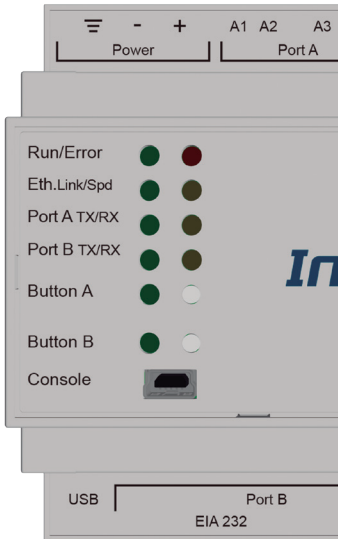 - +
A1 A2 A3
Power Port A
Run/Error
Eth.Link/Spd
Port A TX/RX
Port B TX/RX
In
Button A
Button B
Console
USB Port B
EIA 232